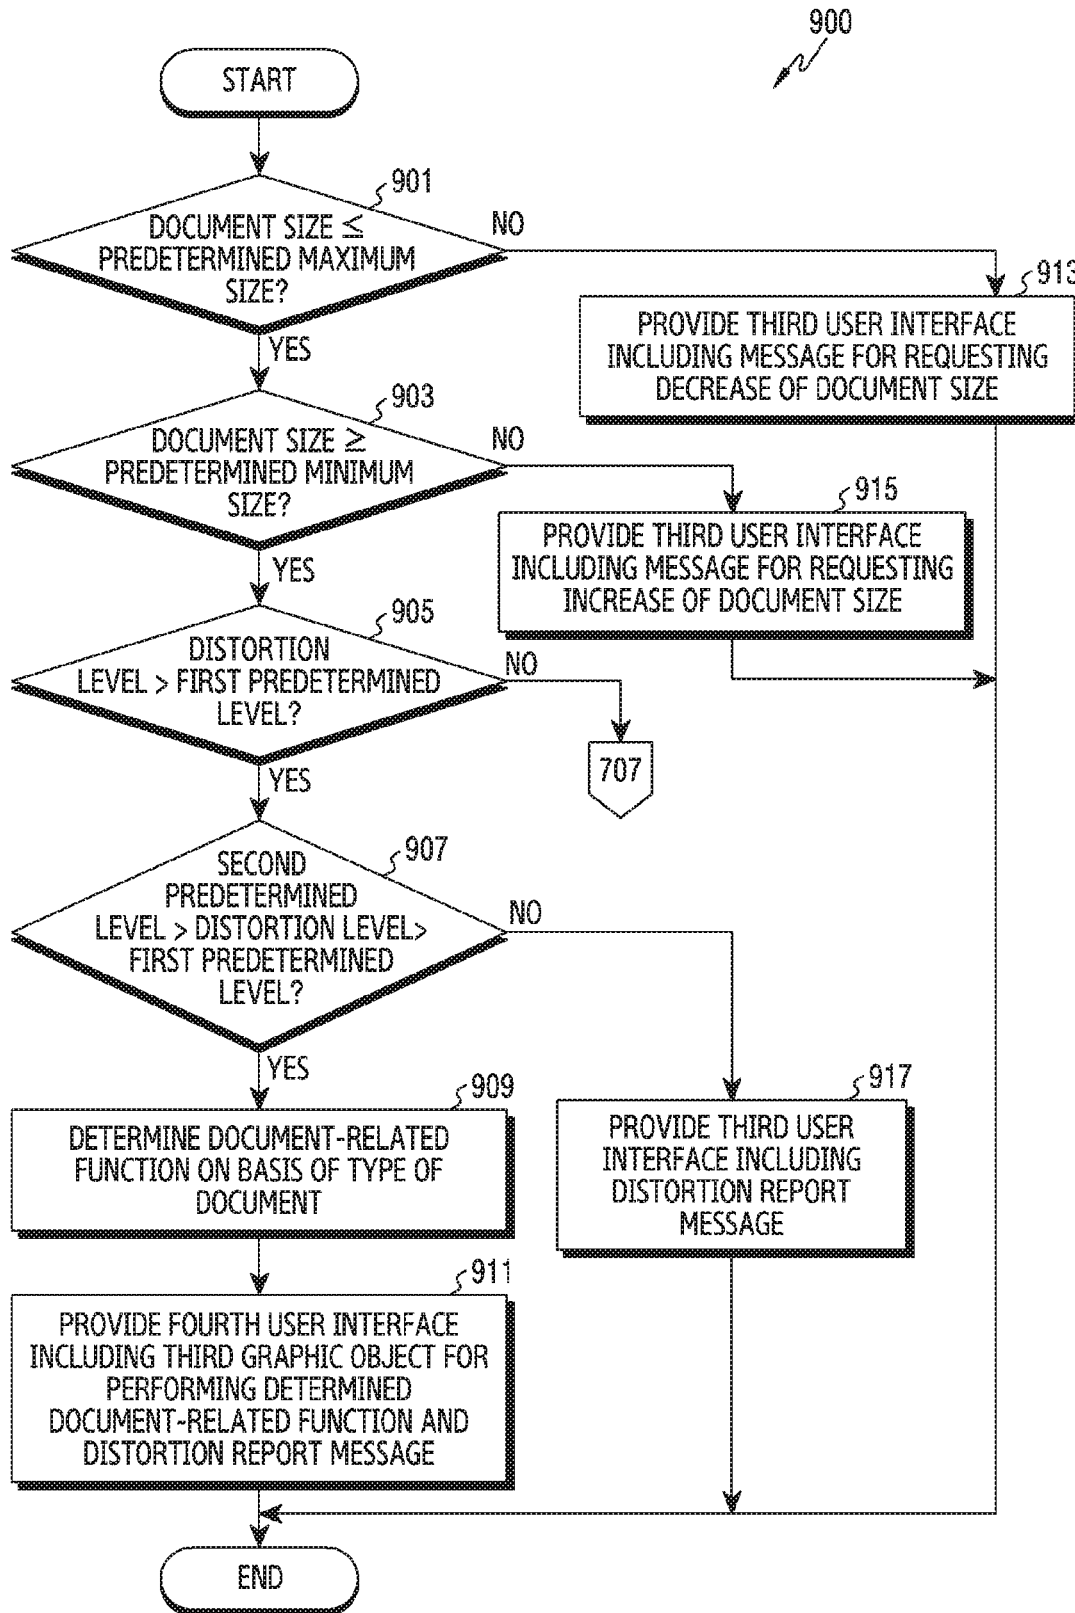 900
START
901
DOCUMENT SIZE ≤
PREDETERMINED MAXIMUM
SIZE?
NO
YES
913
PROVIDE THIRD USER INTERFACE
INCLUDING MESSAGE FOR REQUESTING
DECREASE OF DOCUMENT SIZE
903
DOCUMENT SIZE ≥
PREDETERMINED MINIMUM
SIZE?
NO
YES
915
PROVIDE THIRD USER INTERFACE
INCLUDING MESSAGE FOR REQUESTING
INCREASE OF DOCUMENT SIZE
905
DISTORTION
LEVEL > FIRST PREDETERMINED
LEVEL?
NO
707
YES
907
SECOND
PREDETERMINED
LEVEL > DISTORTION LEVEL>
FIRST PREDETERMINED
LEVEL?
NO
YES
909
DETERMINE DOCUMENT-RELATED
FUNCTION ON BASIS OF TYPE OF
DOCUMENT
917
PROVIDE THIRD USER
INTERFACE INCLUDING
DISTORTION REPORT
MESSAGE
911
PROVIDE FOURTH USER INTERFACE
INCLUDING THIRD GRAPHIC OBJECT FOR
PERFORMING DETERMINED
DOCUMENT-RELATED FUNCTION AND
DISTORTION REPORT MESSAGE
END